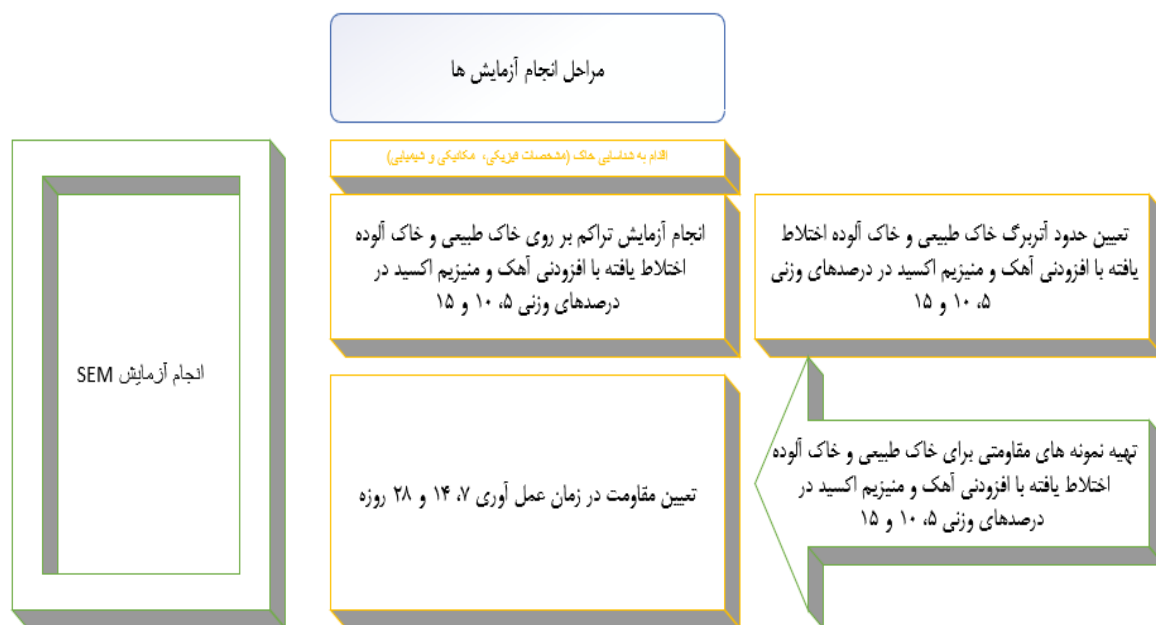 مراحل انجام آزمایش ها
اقدام به شناسایی خاک (مشخصات فیزیکی، مکانیکی و شیمیایی)
تعیین حدود آتربرگ خاک طبیعی و خاک آلوده اختلاط
یافته با افزودنی آهک و منیزیم اکسید در درصدهای وزنی
۵، ۱۰ و ۱۵
انجام آزمایش تراکم بر روی خاک طبیعی و خاک آلوده
اختلاط یافته با افزودنی آهک و منیزیم اکسید در
درصدهای وزنی ۵، ۱۰ و ۱۵
تهیه نمونه های مقاومتی برای خاک طبیعی و خاک آلوده
اختلاط یافته با افزودنی آهک و منیزیم اکسید در
درصدهای وزنی ۵، ۱۰ و ۱۵
تعیین مقاومت در زمان عمل آوری ۷، ۱۴ و ۲۸ روزه
انجام آزمایش SEM